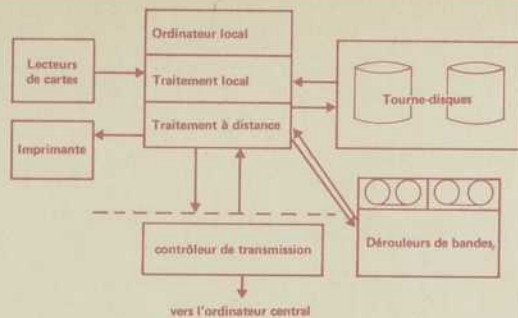 Ordinateur local
Lecteurs
de cartes
Traitement local
Tourne-disques
Traitement à distance
Imprimante
contrôleur de transmission
Dérouleurs de bandes,
vers l'ordinateur central